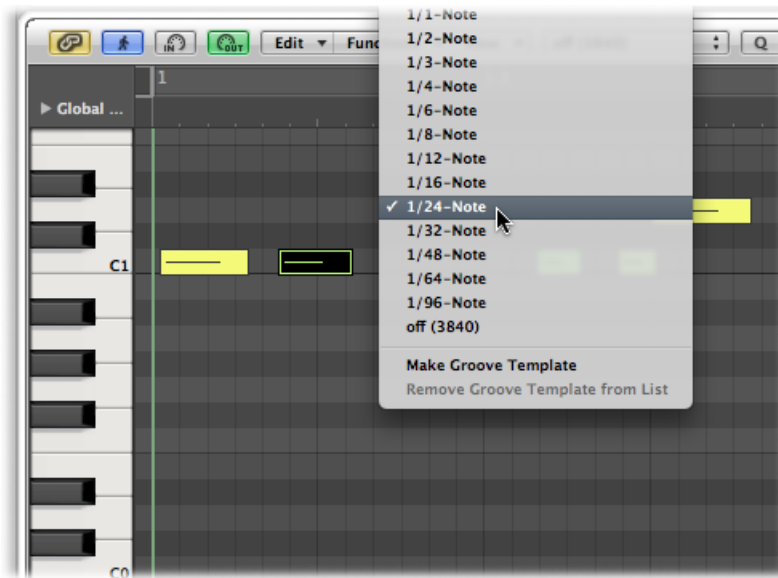 IN
OUT
Edit
Func
Q
1
Global ...
C1
C0
1/1-Note
1/2-Note
1/3-Note
1/4-Note
1/6-Note
1/8-Note
1/12-Note
1/16-Note
✓ 1/24-Note
1/32-Note
1/48-Note
1/64-Note
1/96-Note
off (3840)
Make Groove Template
Remove Groove Template from List